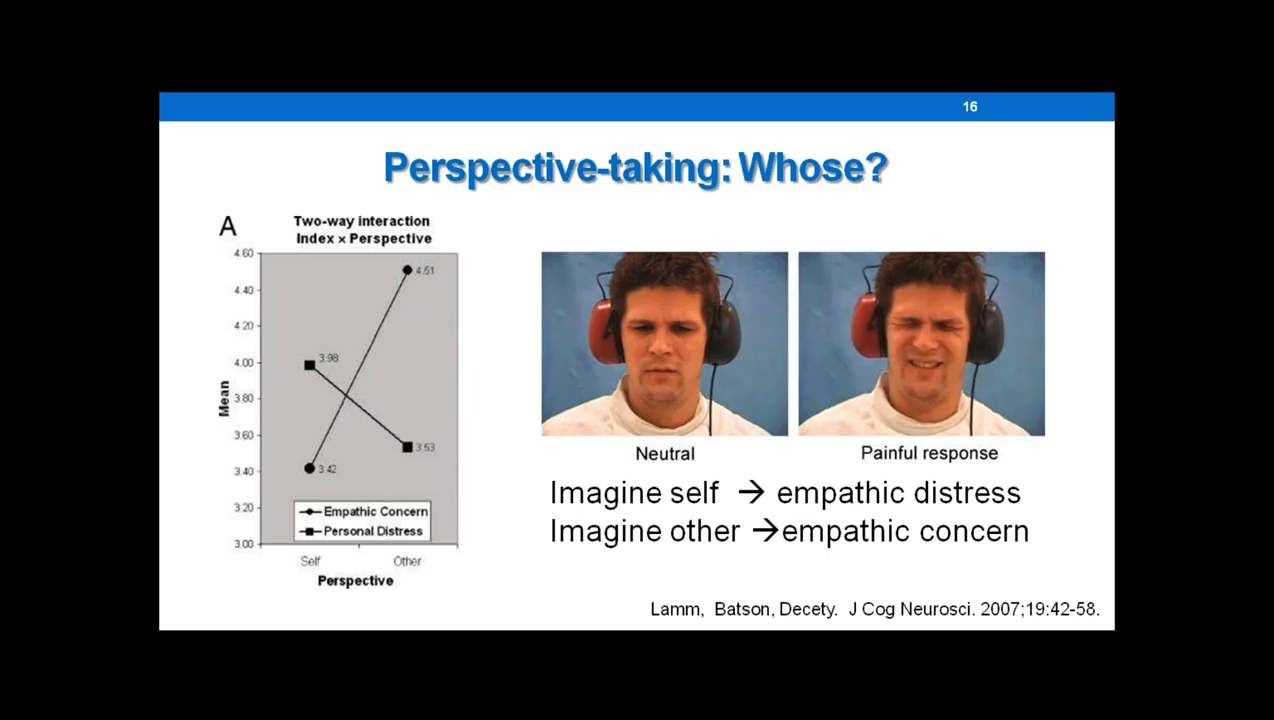 16
Perspective-taking: Whose?
A
Two-way interaction
Index × Perspective
4.60
4.40
4.20
4.00
3.80
3.60
3.40
3.20
3.00
Mean
4.51
3.98
3.53
3.42
Empathic Concern
Personal Distress
Self
Other
Perspective
Neutral
Painful response
Imagine self → empathic distress
Imagine other →empathic concern
Lamm, Batson, Decety. J Cog Neurosci. 2007;19:42-58.